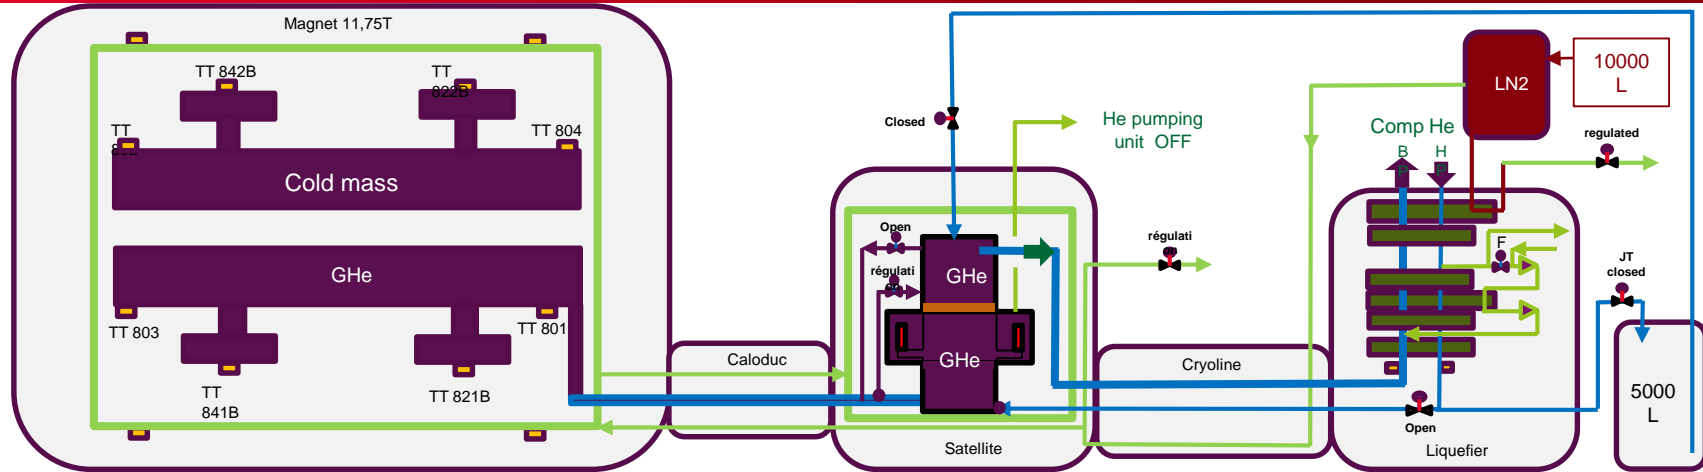 Magnet 11,75T
TT 842B
TT
822B
TT
TT 804
Cold mass
GHe
TT 803
TT 801
TT
841B
TT 821B
Caloduc
Closed
He pumping
unit OFF
Open
régulati
on
GHe
GHe
Satellite
régulati
on
Cryoline
LN2
10000
L
Comp He
B
P
H
P
regulated
F
JT
closed
Open
Liquefier
5000
L